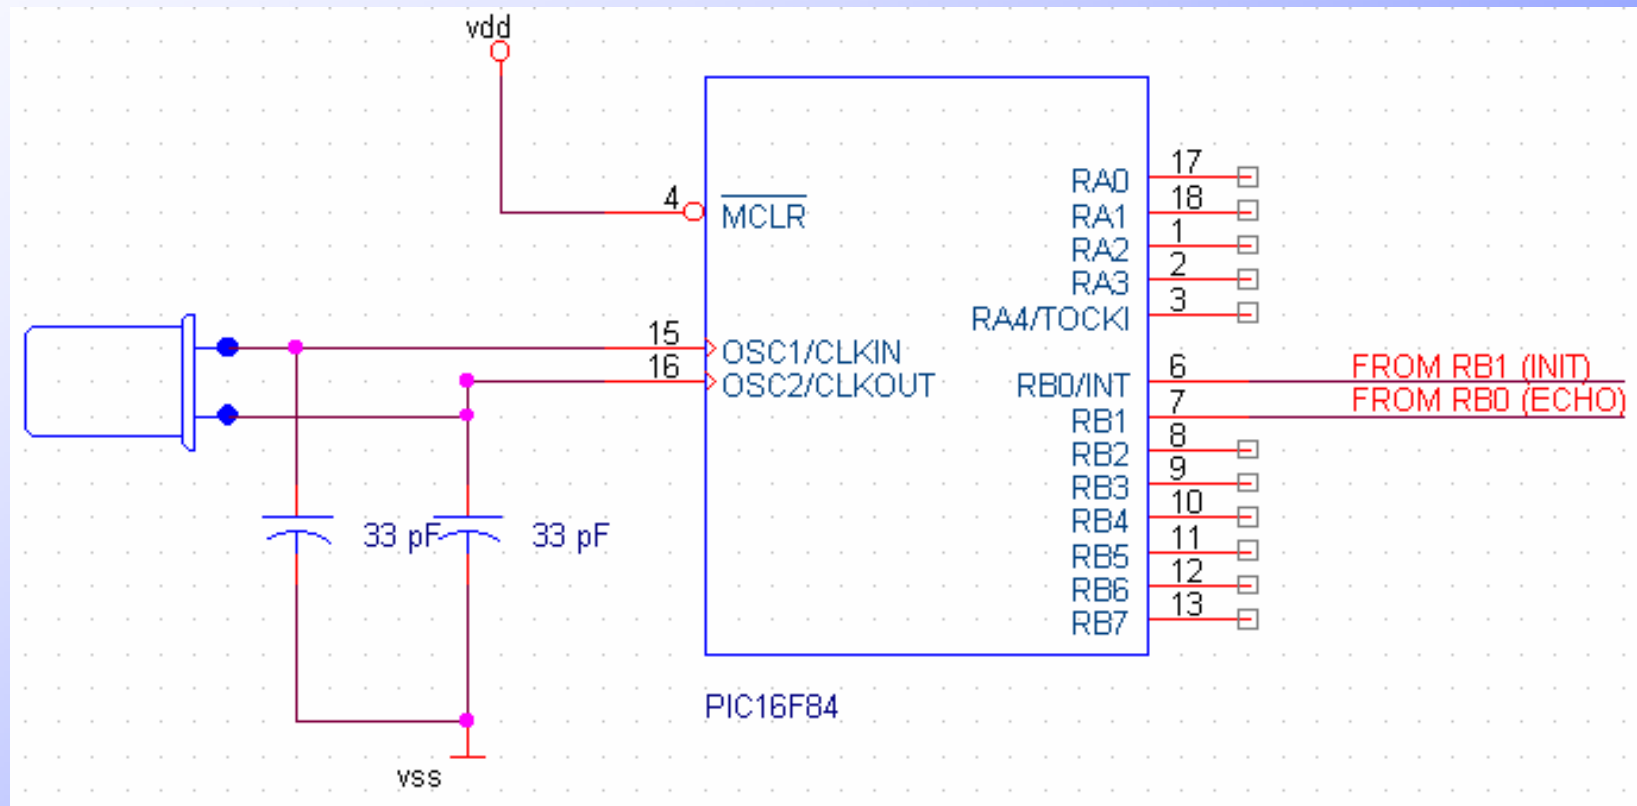 vdd
4
MCLR
15
OSC1/CLKIN
16
OSC2/CLKOUT
33 pF
33 pF
vss
RA0
17
RA1
18
RA2
1
RA3
2
RA4/TOCKI
3
RB0/INT
6
FROM RB1 (INIT)
RB1
7
FROM RB0 (ECHO)
RB2
8
RB3
9
RB4
10
RB5
11
RB6
12
RB7
13
PIC16F84